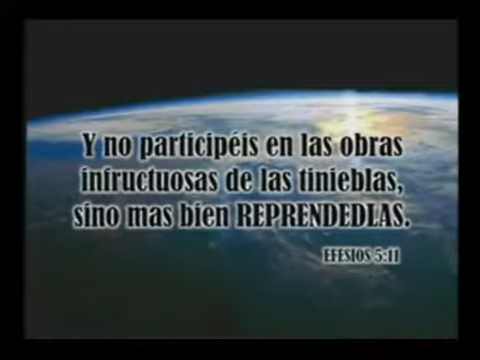 Y no participéis en las obras
infructuosas de las tinieblas,
sino mas bien REPRENDEDLAS.
EFESIOS 5:11